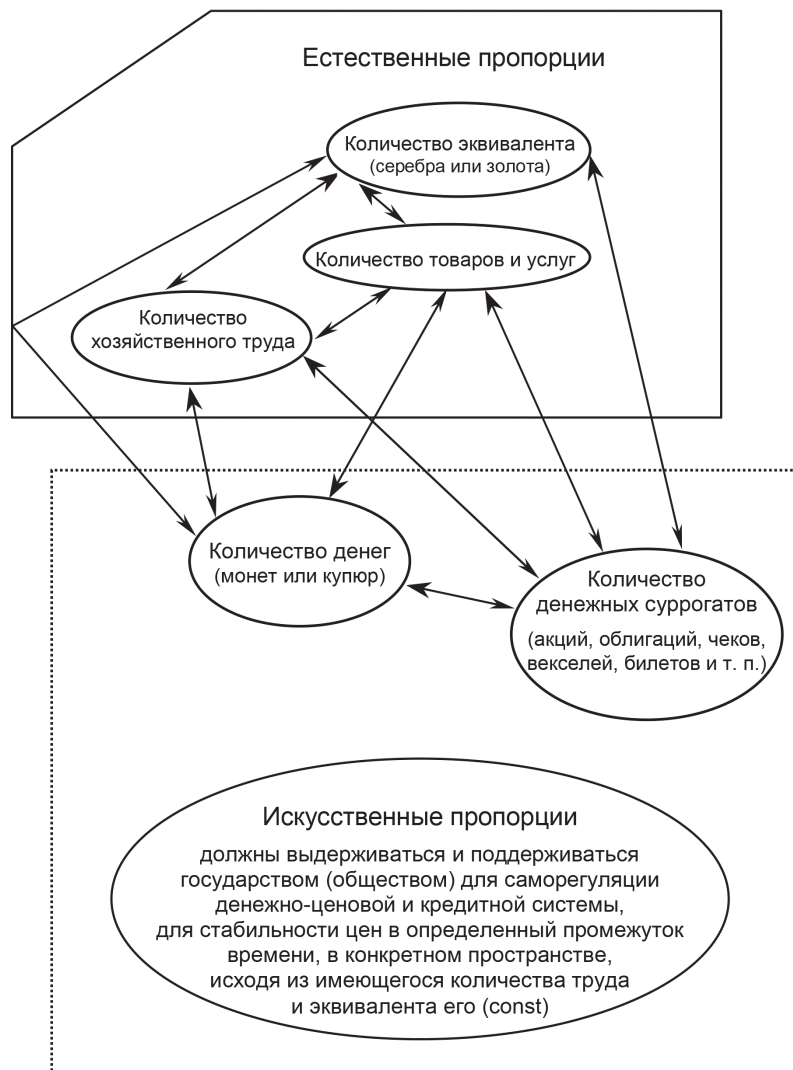 Естественные пропорции
Количество эквивалента
(серебра или золота)
Количество товаров и услуг
Количество
хозяйственного труда
Количество денег
(монет или купюр)
Количество
денежных суррогатов
(акций, облигаций, чеков,
векселей, билетов и т. п.)
Искусственные пропорции
должны выдерживаться и поддерживаться
государством (обществом) для саморегуляции
денежно-ценовой и кредитной системы,
для стабильности цен в определенный промежуток
времени, в конкретном пространстве,
исходя из имеющегося количества труда
и эквивалента его (const)